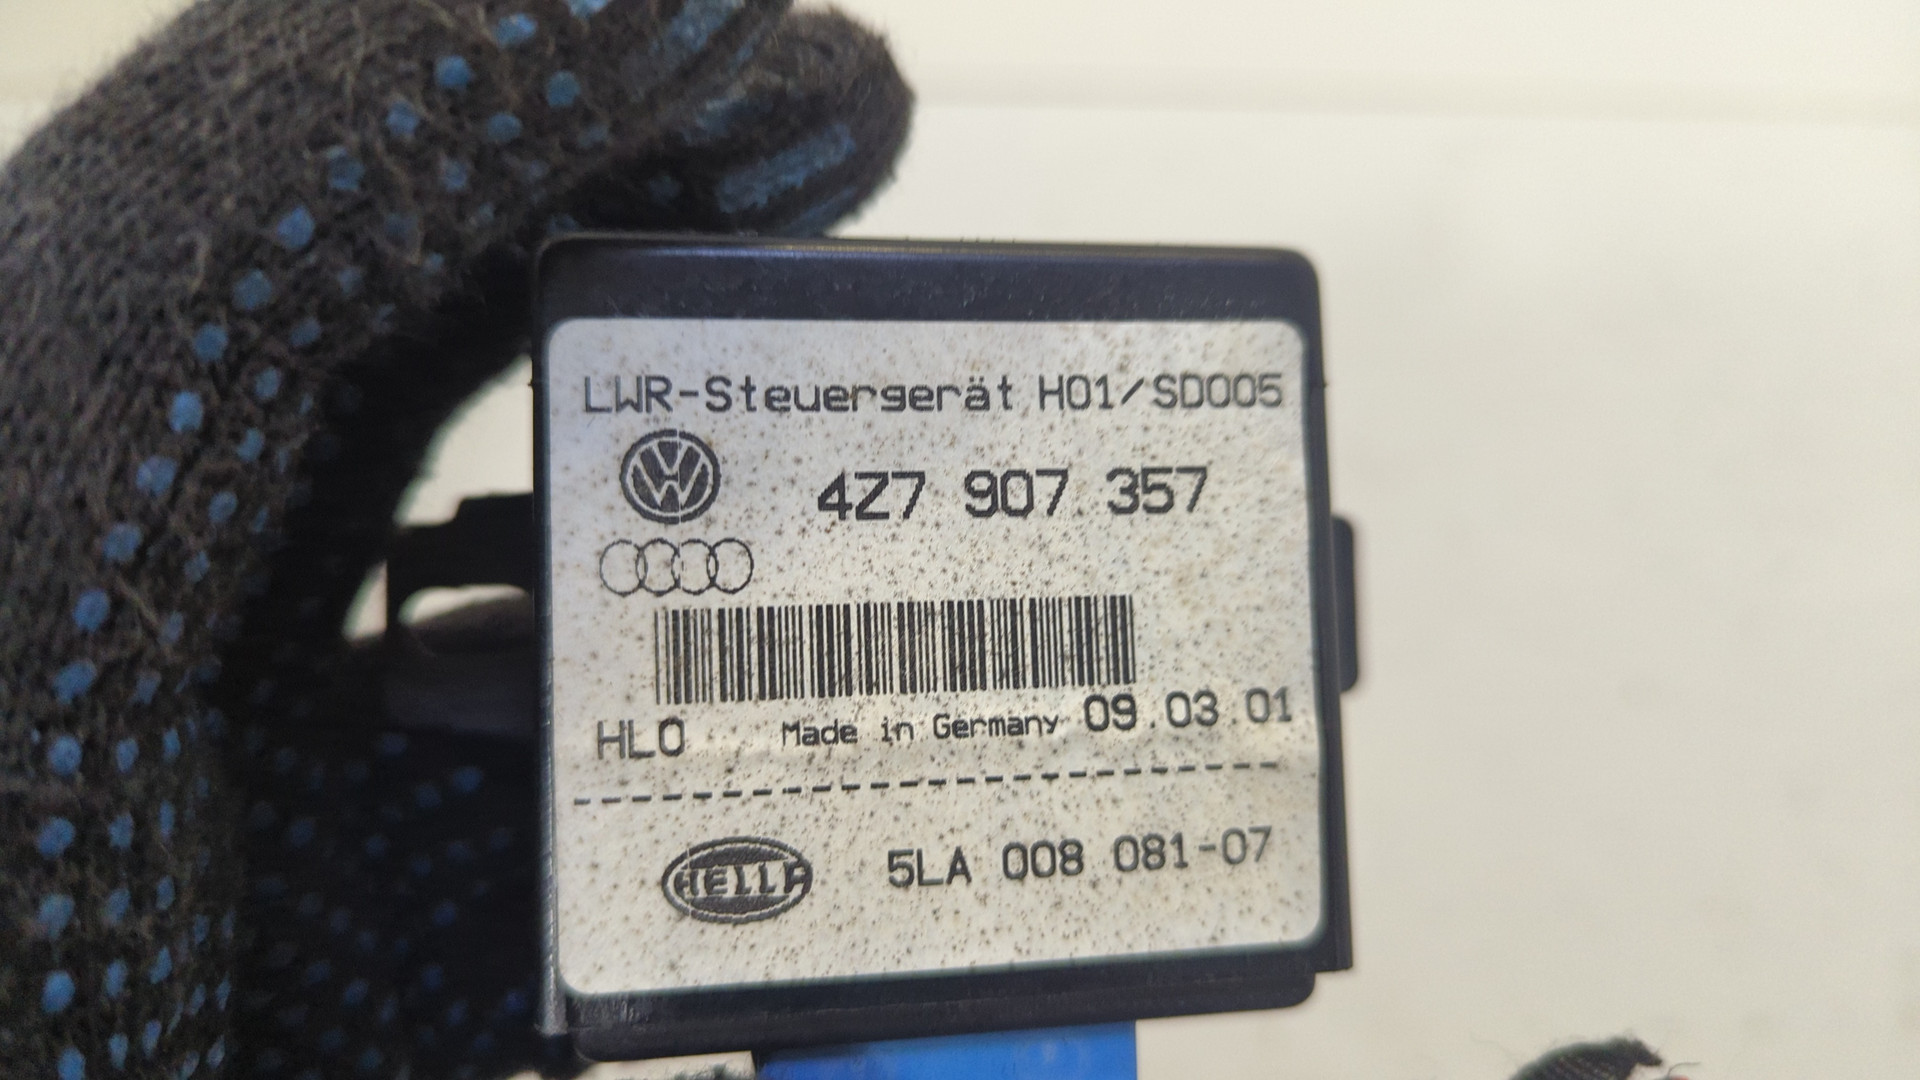 LWR-Steuergerät H01/SD005
4Z7 907 357
HLO Made in Germany 09.03.01
HELLA 5LA 008 081-07